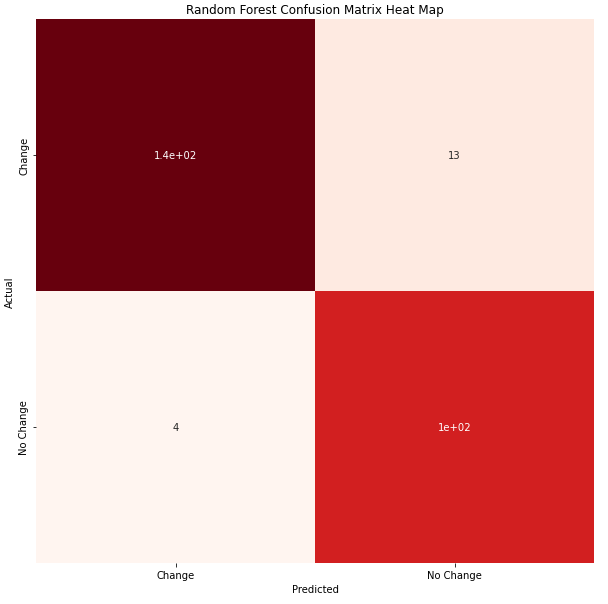 Random Forest Confusion Matrix Heat Map
Change
1.4e+02
13
Actual
No Change
4
1e+02
Change
No Change
Predicted